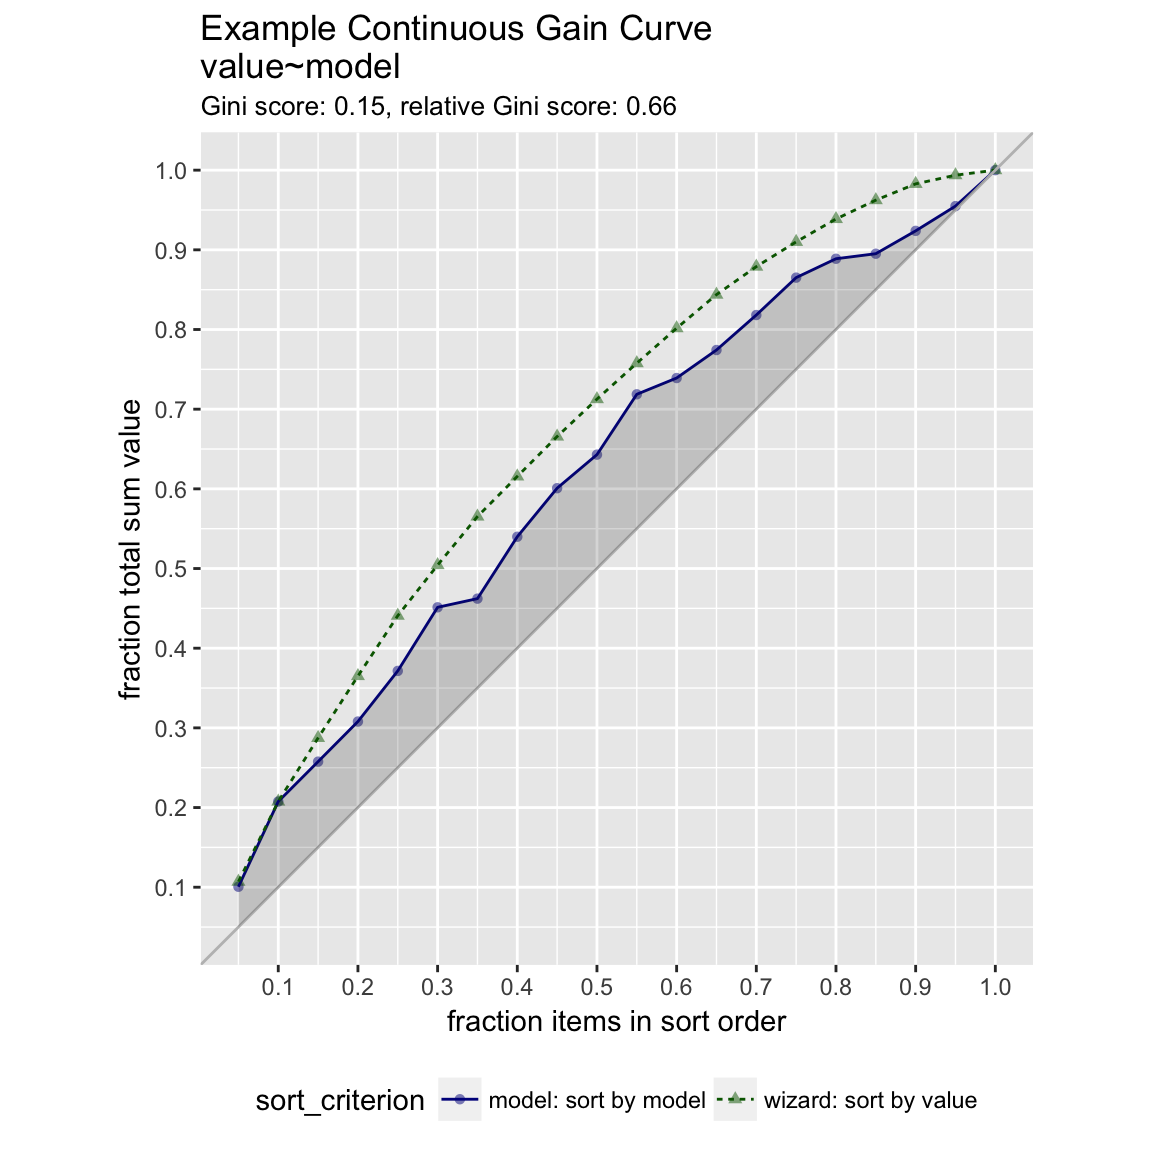 Example Continuous Gain Curve
value~model
Gini score: 0.15, relative Gini score: 0.66
fraction total sum value
1.0
0.9
0.8
0.7
0.6
0.5
0.4
0.3
0.2
0.1
0.1 0.2 0.3 0.4 0.5 0.6 0.7 0.8 0.9 1.0
fraction items in sort order
sort_criterion model: sort by model wizard: sort by value